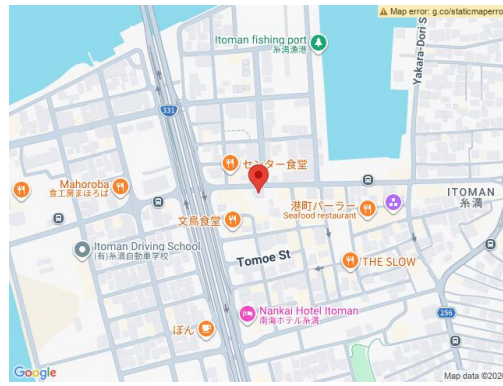 Map error: g.co/staticmaperro
Itoman fishing port
糸満漁港
Yakara-Dori S
331
センター食堂
Mahoroba
食工房まほろば
港町パーラー
Seafood restaurant
ITOMAN
糸満
文鳥食堂
Itoman Driving School
(有)糸満自動車学校
Tomoe St
THE SLOW
Nankai Hotel Itoman
南海ホテル糸満
256
ぽん
Google
Map data ©2026